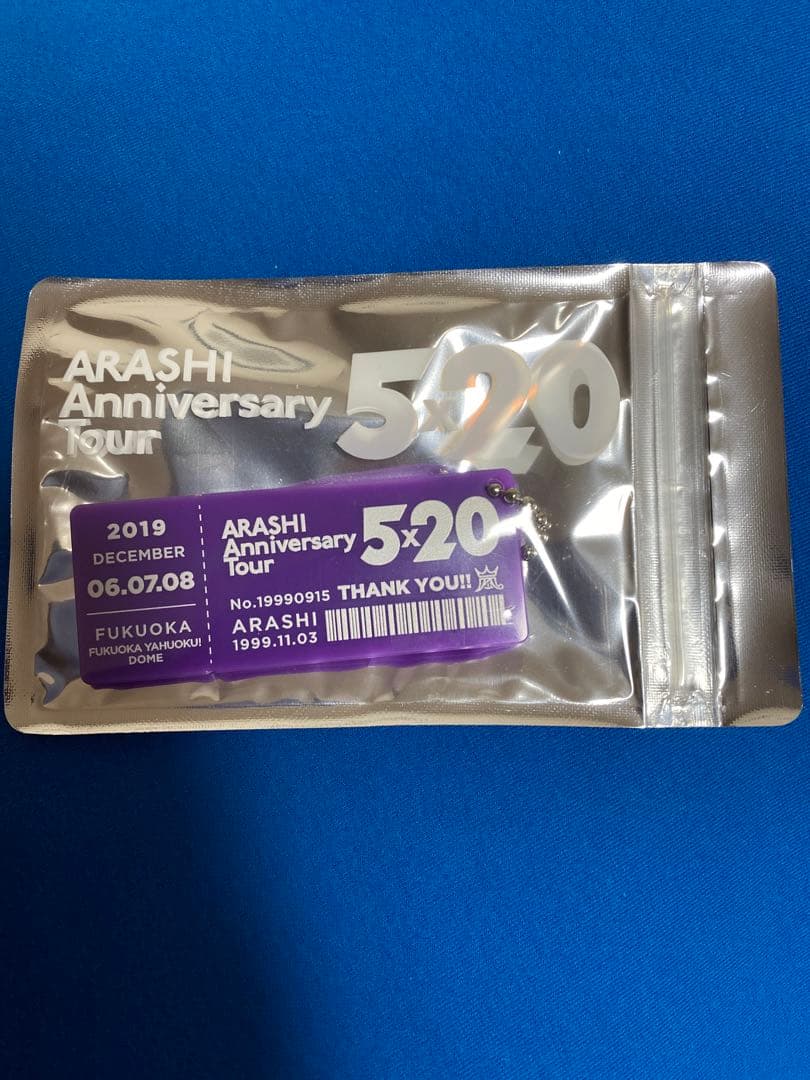 ARASHI
Anniversary
Tour
5x20
2019
DECEMBER
06.07.08
FUKUOKA
FUKUOKA YAHUOKU!
DOME
ARASHI
Anniversary
Tour
5x20
No.19990915 THANK YOU!! 嵐
ARASHI
1999.11.03